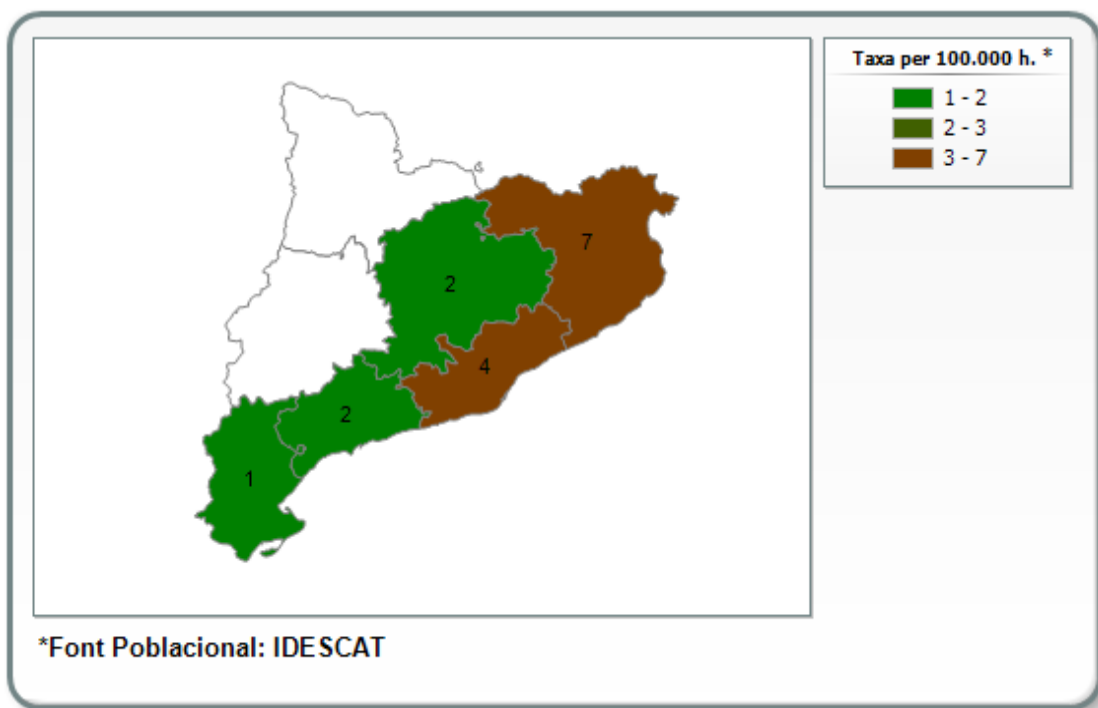 Taxa per 100.000 h. *
1 - 2
2 - 3
3 - 7
7
2
4
2
1
*Font Poblacional: IDESCAT